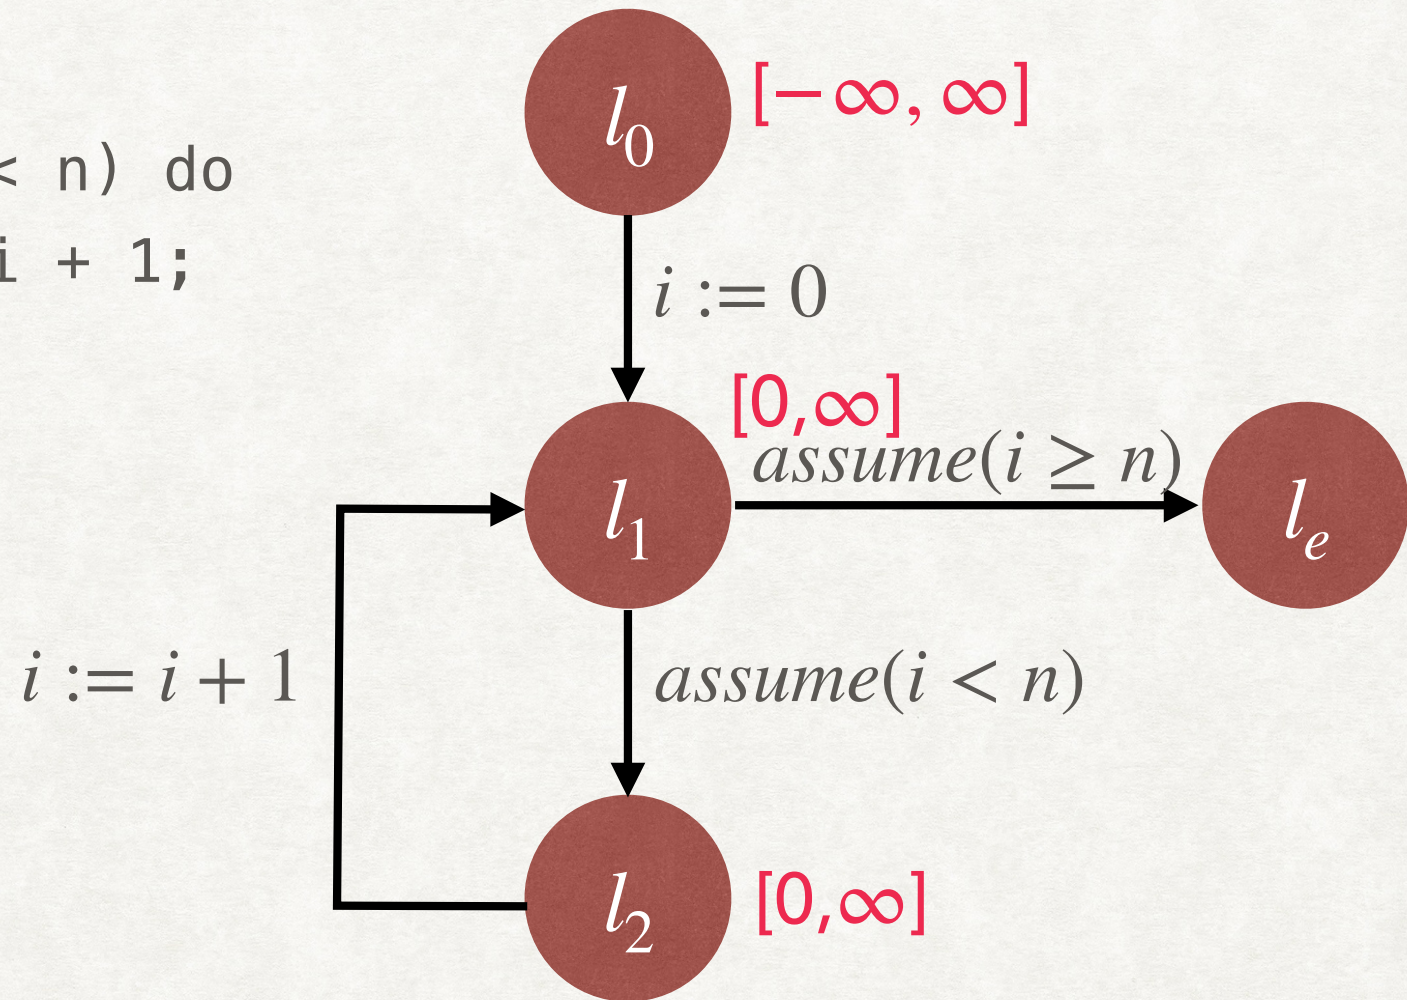 l₀
[−∞, ∞]
< n) do
i + 1;
i := 0
[0,∞]
assume(i ≥ n)
l₁
lₑ
i := i + 1
assume(i < n)
l₂
[0,∞]